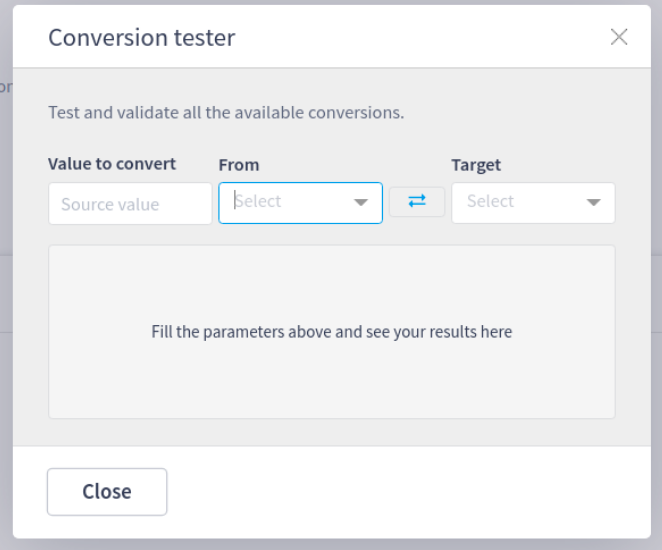 Conversion tester
or
Test and validate all the available conversions.
Value to convert From Target
Source value Select Select
Fill the parameters above and see your results here
Close